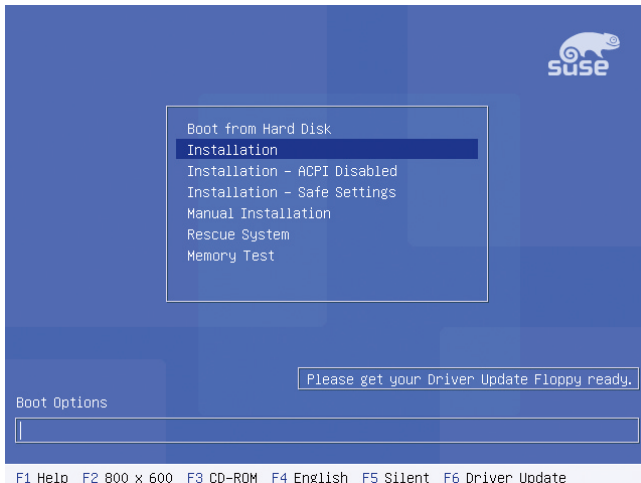 suse
Boot from Hard Disk
Installation
Installation - ACPI Disabled
Installation - Safe Settings
Manual Installation
Rescue System
Memory Test
Please get your Driver Update Floppy ready.
Boot Options
F1 Help F2 800 x 600 F3 CD-ROM F4 English F5 Silent F6 Driver Update